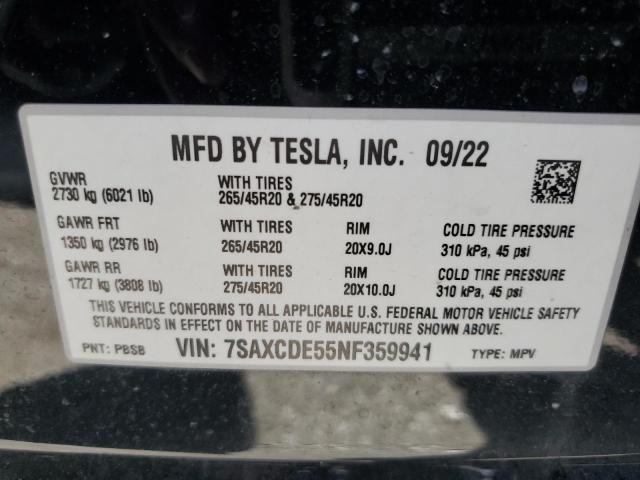 MFD BY TESLA, INC. 09/22
GVWR
2730 kg (6021 lb)
WITH TIRES
265/45R20 & 275/45R20
GAWR FRT
1350 kg (2976 lb)
WITH TIRES
265/45R20
RIM
20X9.0J
COLD TIRE PRESSURE
310 kPa, 45 psi
GAWR RR
1727 kg (3808 lb)
WITH TIRES
275/45R20
RIM
20X10.0J
COLD TIRE PRESSURE
310 kPa, 45 psi
THIS VEHICLE CONFORMS TO ALL APPLICABLE U.S. FEDERAL MOTOR VEHICLE SAFETY
STANDARDS IN EFFECT ON THE DATE OF MANUFACTURE SHOWN ABOVE.
PNT: PBSB VIN: 7SAXCDE55NF359941 TYPE: MPV